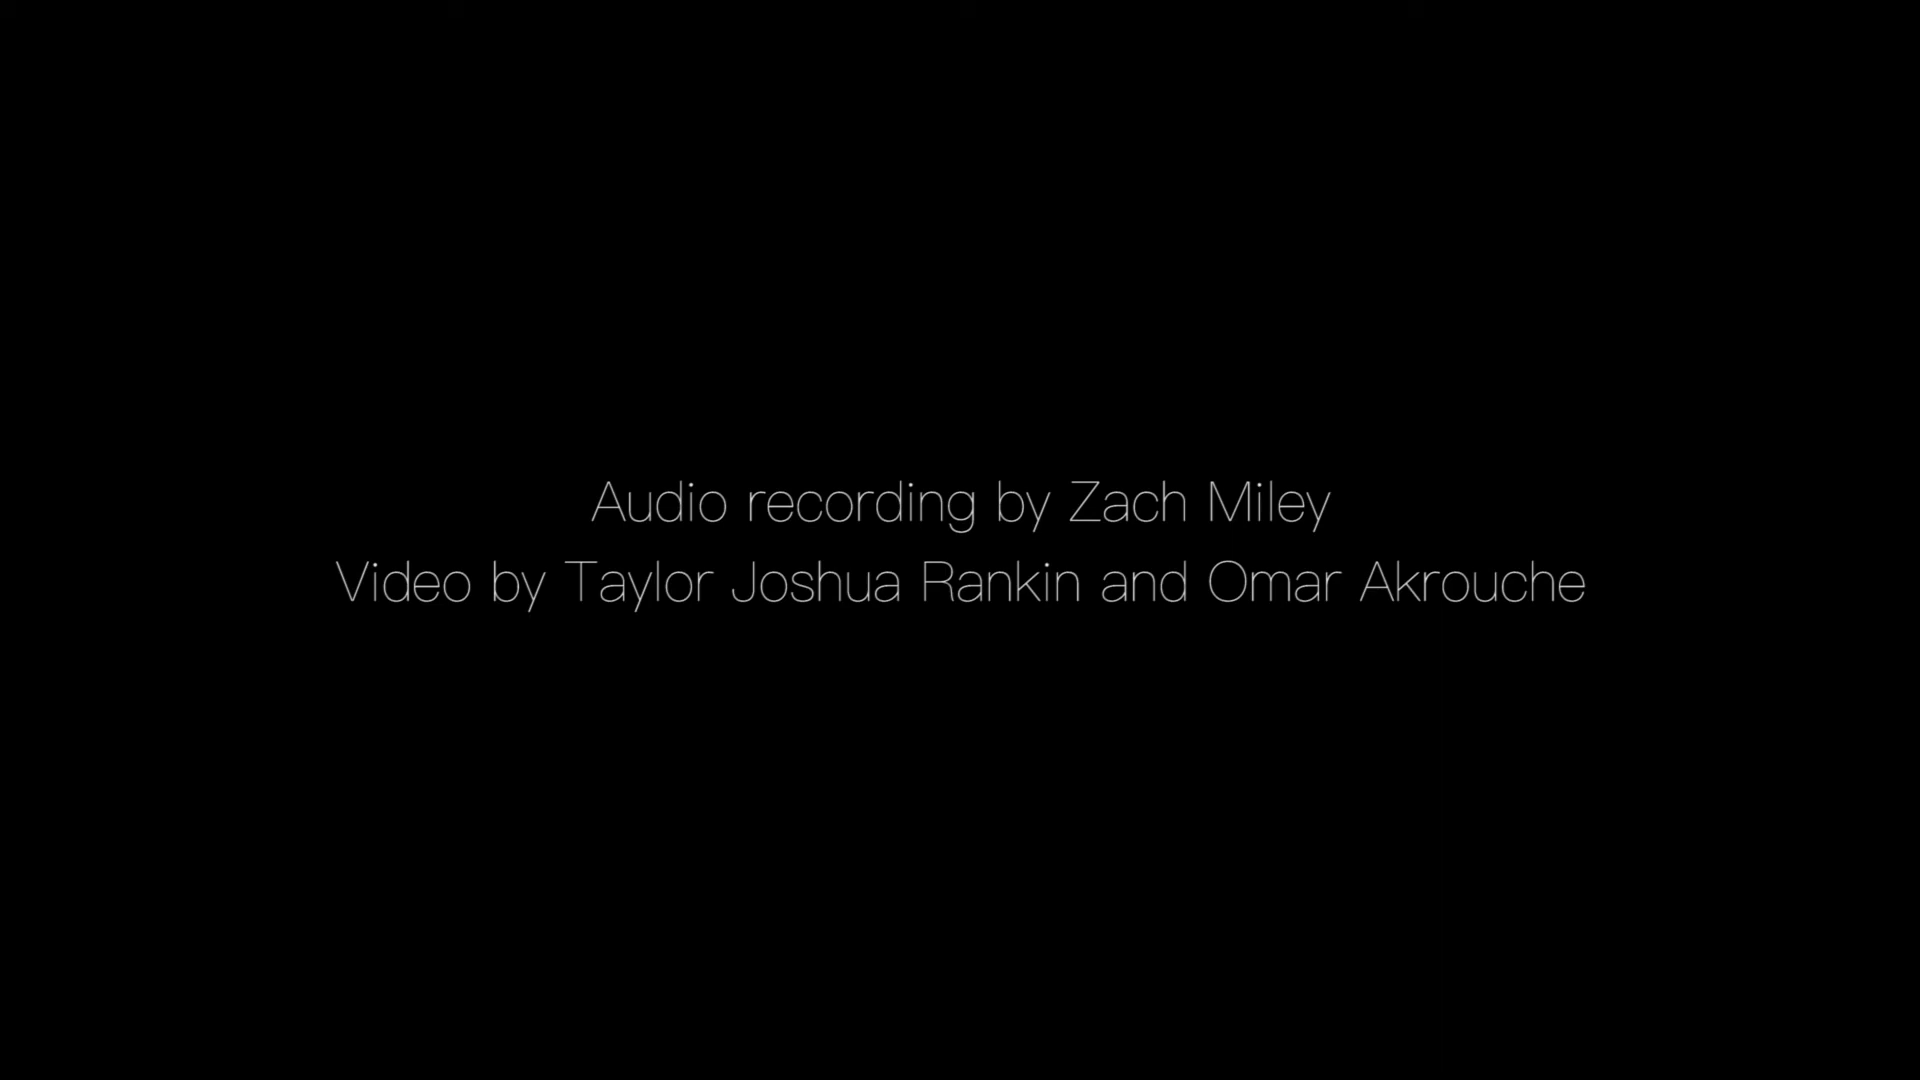 Audio recording by Zach Miley
Video by Taylor Joshua Rankin and Omar Akrouche